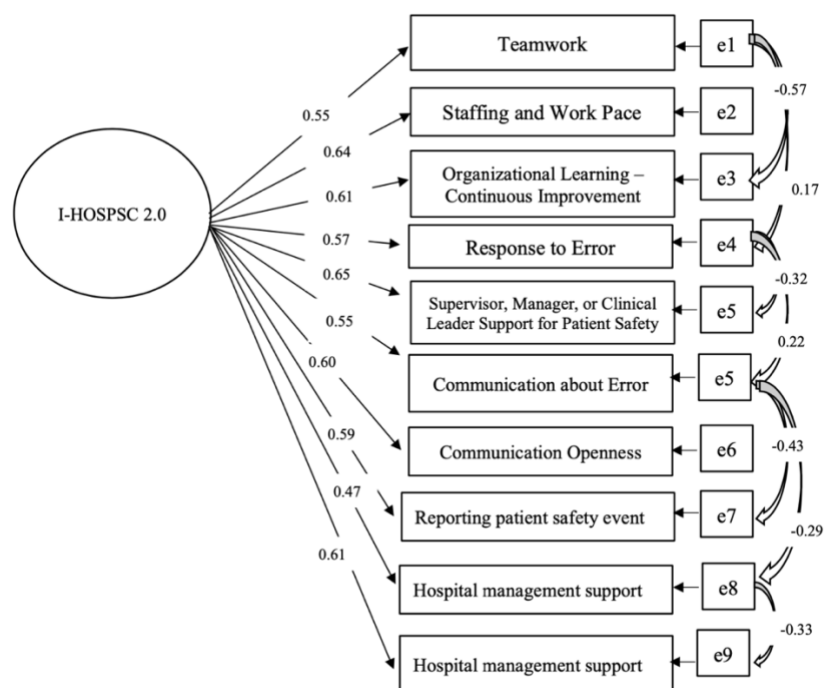 Teamwork
e1
-0.57
0.55
Staffing and Work Pace
e2
0.64
Organizational Learning –
Continuous Improvement
e3
0.61
0.17
I-HOSPSC 2.0
0.57
Response to Error
e4
0.65
-0.32
Supervisor, Manager, or Clinical
Leader Support for Patient Safety
e5
0.55
0.22
0.60
Communication about Error
e5
Communication Openness
e6
-0.43
0.59
Reporting patient safety event
e7
0.47
-0.29
0.61
Hospital management support
e8
-0.33
Hospital management support
e9